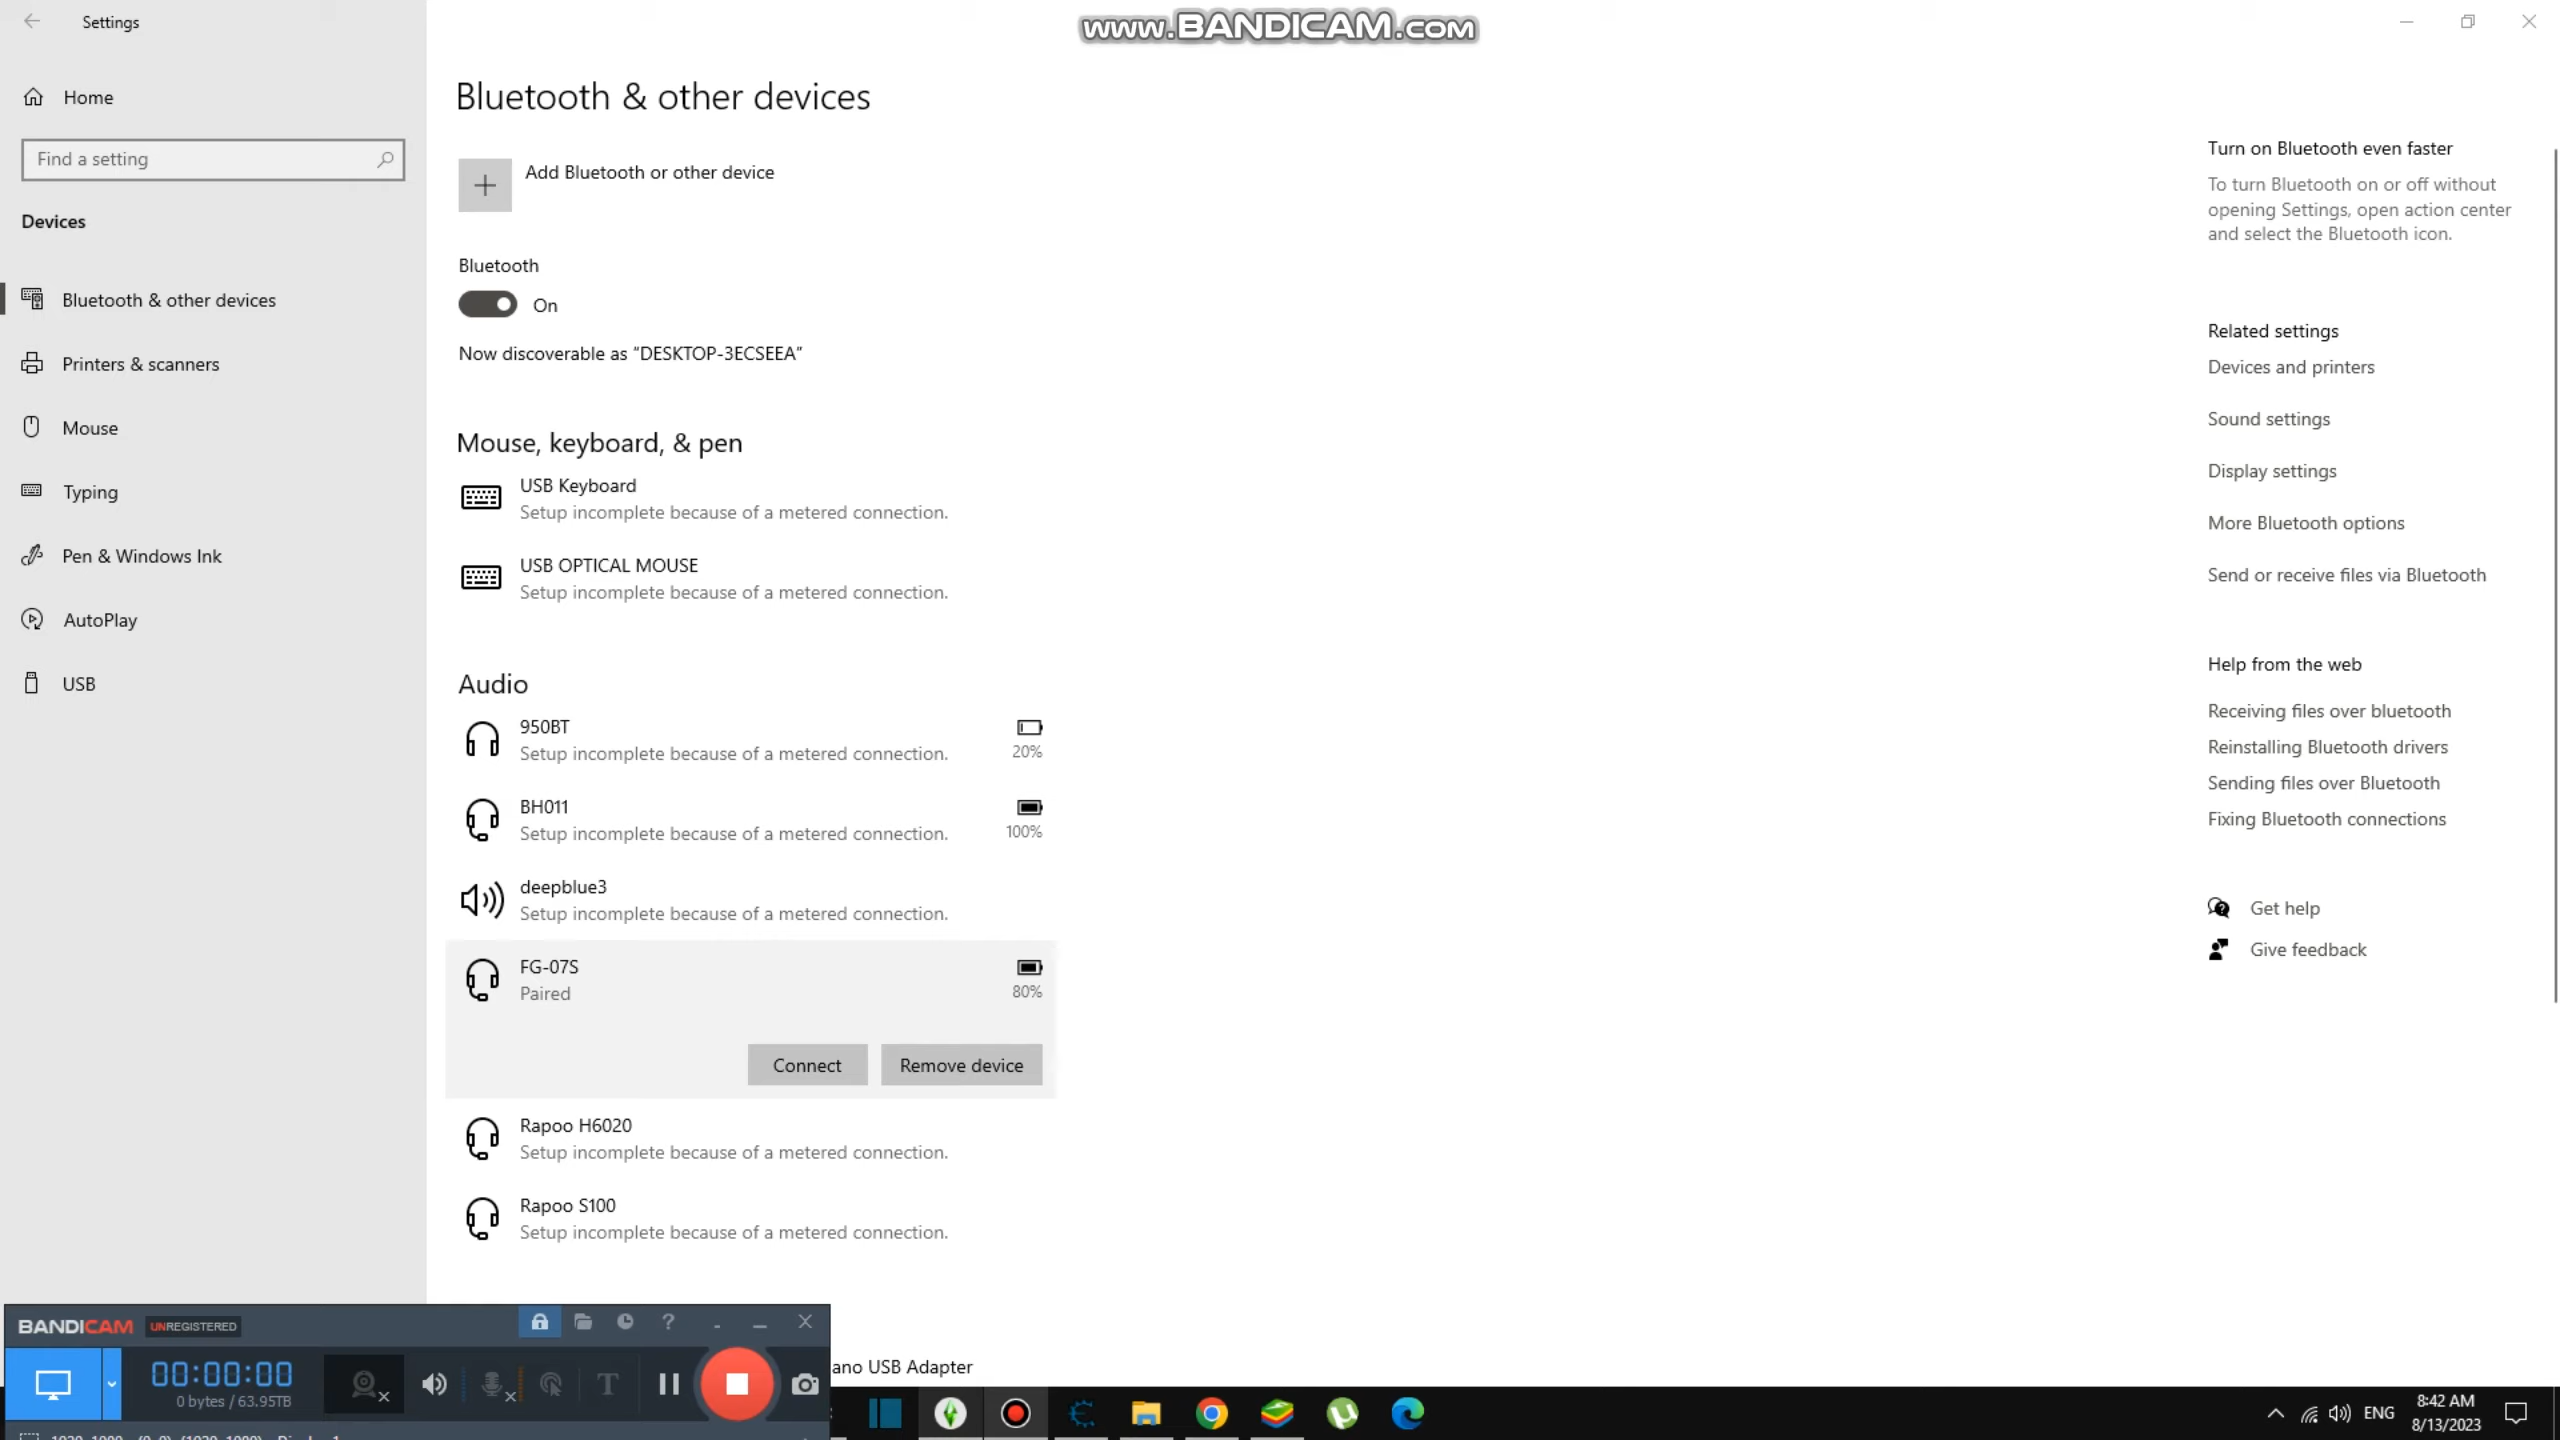 Settings
www.BANDICAM.com
Home
Find a setting
Devices
Bluetooth & other devices
Printers & scanners
Mouse
Typing
Pen & Windows Ink
AutoPlay
USB
Bluetooth & other devices
Add Bluetooth or other device
Bluetooth
On
Now discoverable as “DESKTOP-3ECSEEA”
Mouse, keyboard, & pen
USB Keyboard
Setup incomplete because of a metered connection.
USB OPTICAL MOUSE
Setup incomplete because of a metered connection.
Audio
950BT
Setup incomplete because of a metered connection.
20%
BH011
Setup incomplete because of a metered connection.
100%
deepblue3
Setup incomplete because of a metered connection.
FG-07S
Paired
80%
Connect
Remove device
Rapoo H6020
Setup incomplete because of a metered connection.
Rapoo S100
Setup incomplete because of a metered connection.
ano USB Adapter
Turn on Bluetooth even faster
To turn Bluetooth on or off without
opening Settings, open action center
and select the Bluetooth icon.
Related settings
Devices and printers
Sound settings
Display settings
More Bluetooth options
Send or receive files via Bluetooth
Help from the web
Receiving files over bluetooth
Reinstalling Bluetooth drivers
Sending files over Bluetooth
Fixing Bluetooth connections
Get help
Give feedback
BANDICAM UNREGISTERED
00:00:00
0 bytes / 63.95TB
ENG
8:42 AM
8/13/2023